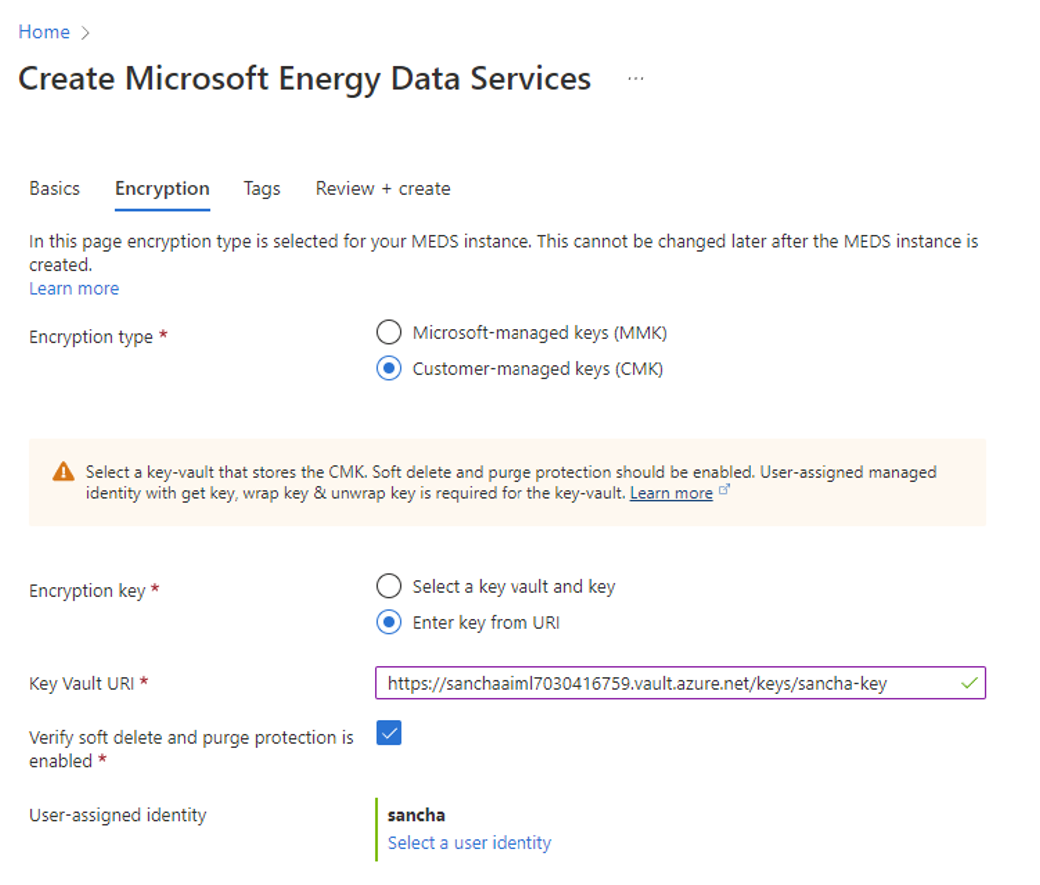 Home >
Create Microsoft Energy Data Services ...
Basics Encryption Tags Review + create
In this page encryption type is selected for your MEDS instance. This cannot be changed later after the MEDS instance is
created.
Learn more
Encryption type *
Microsoft-managed keys (MMK)
Customer-managed keys (CMK)
Select a key-vault that stores the CMK. Soft delete and purge protection should be enabled. User-assigned managed
identity with get key, wrap key & unwrap key is required for the key-vault. Learn more
Encryption key *
Select a key vault and key
Enter key from URI
Key Vault URI * https://sanchaaiml7030416759.vault.azure.net/keys/sancha-key
Verify soft delete and purge protection is
enabled *
User-assigned identity sancha
Select a user identity